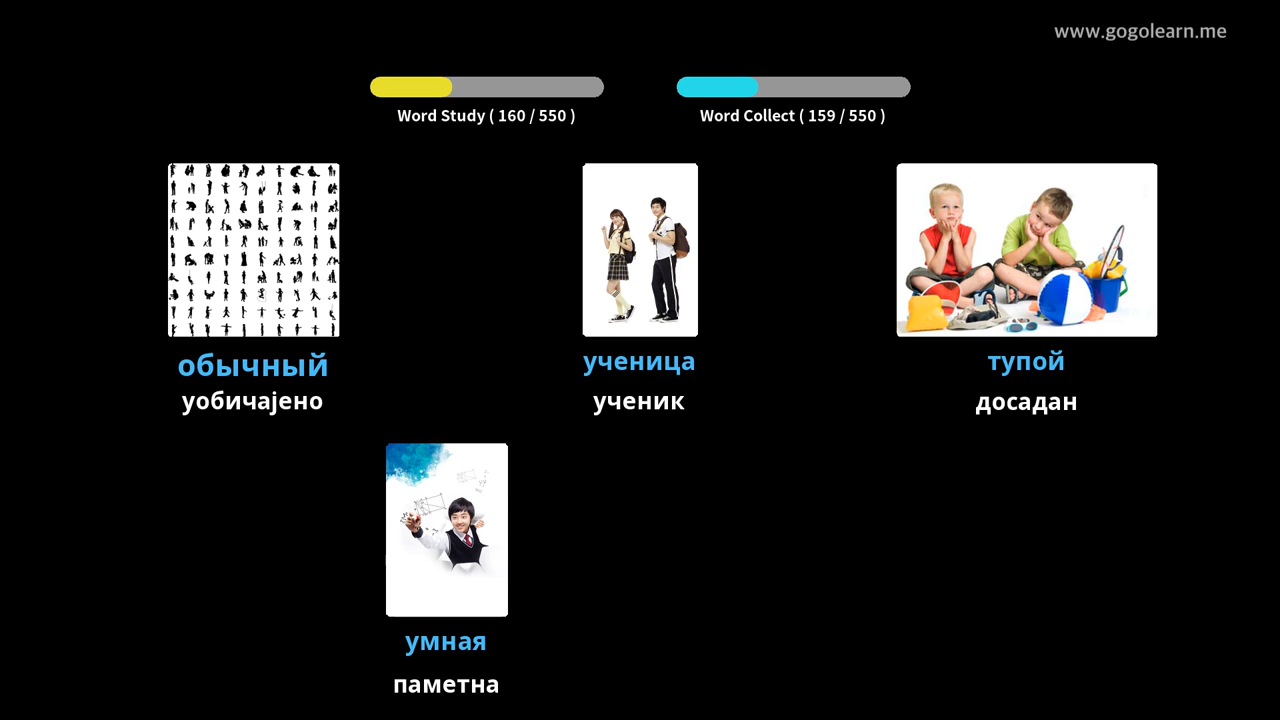 www.gogolearn.me
Word Study ( 160 / 550 )
Word Collect ( 159 / 550 )
обычный
уобичајено
ученица
ученик
тупой
досадан
умная
паметна